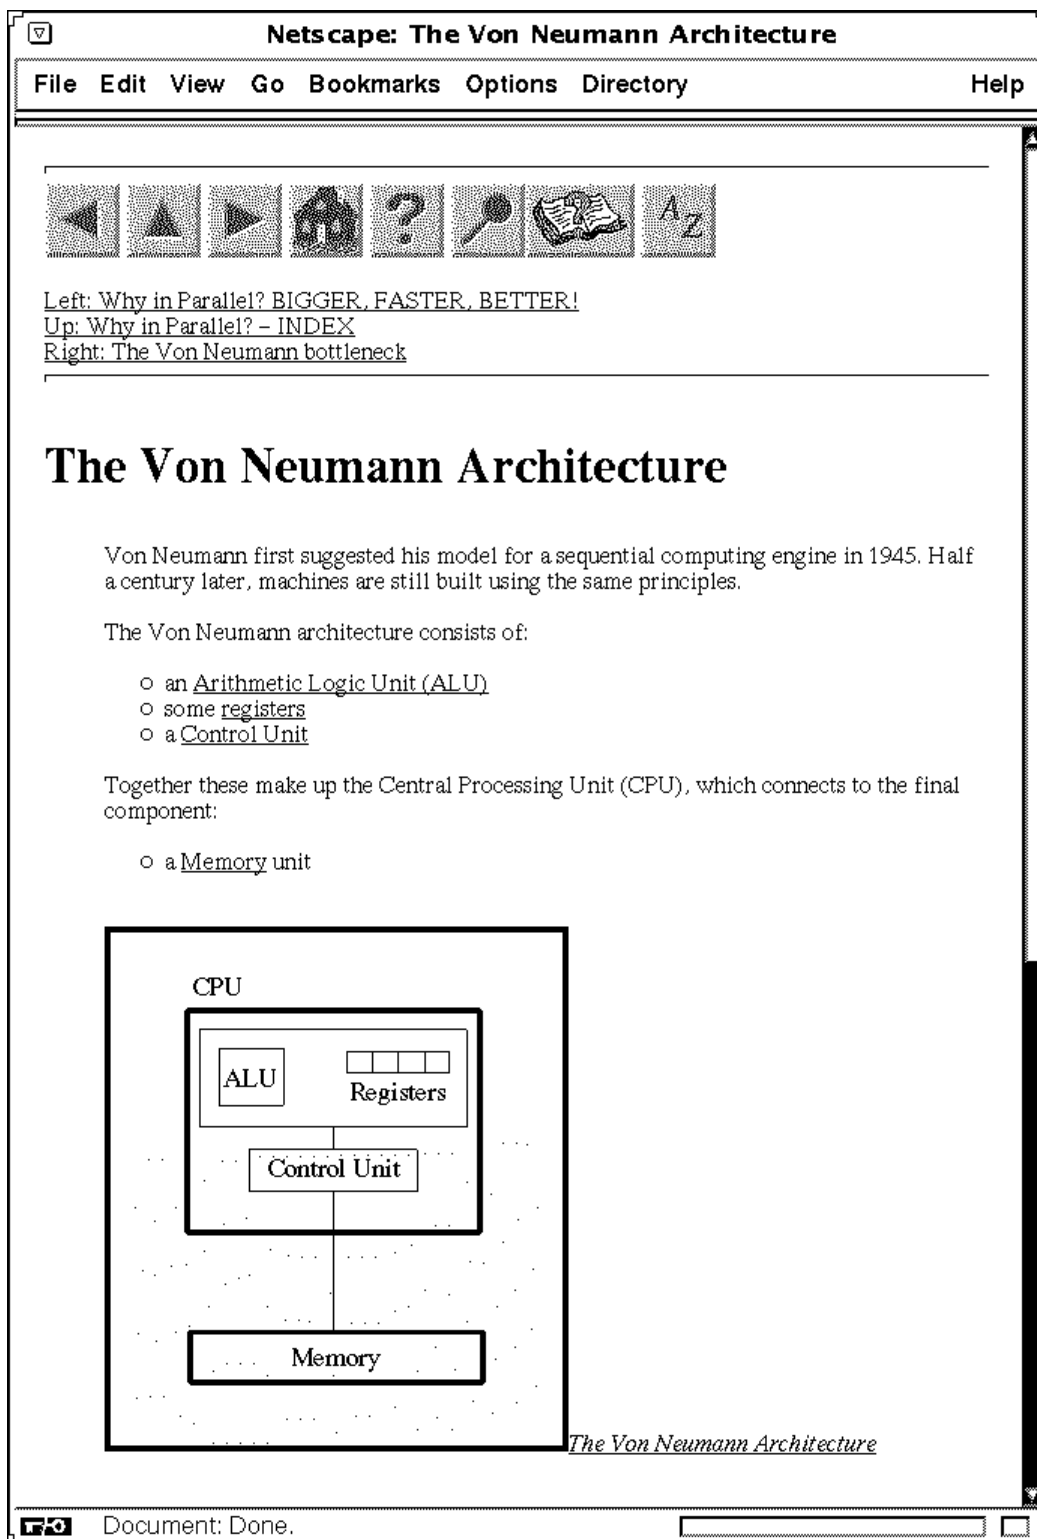 Netscape: The Von Neumann Architecture
File Edit View Go Bookmarks Options Directory Help
? A Z
Left: Why in Parallel? BIGGER, FASTER, BETTER!
Up: Why in Parallel? – INDEX
Right: The Von Neumann bottleneck
The Von Neumann Architecture
Von Neumann first suggested his model for a sequential computing engine in 1945. Half
a century later, machines are still built using the same principles.
The Von Neumann architecture consists of:
an Arithmetic Logic Unit (ALU)
some registers
a Control Unit
Together these make up the Central Processing Unit (CPU), which connects to the final
component:
a Memory unit
CPU
ALU
Registers
Control Unit
Memory
The Von Neumann Architecture
Document: Done.